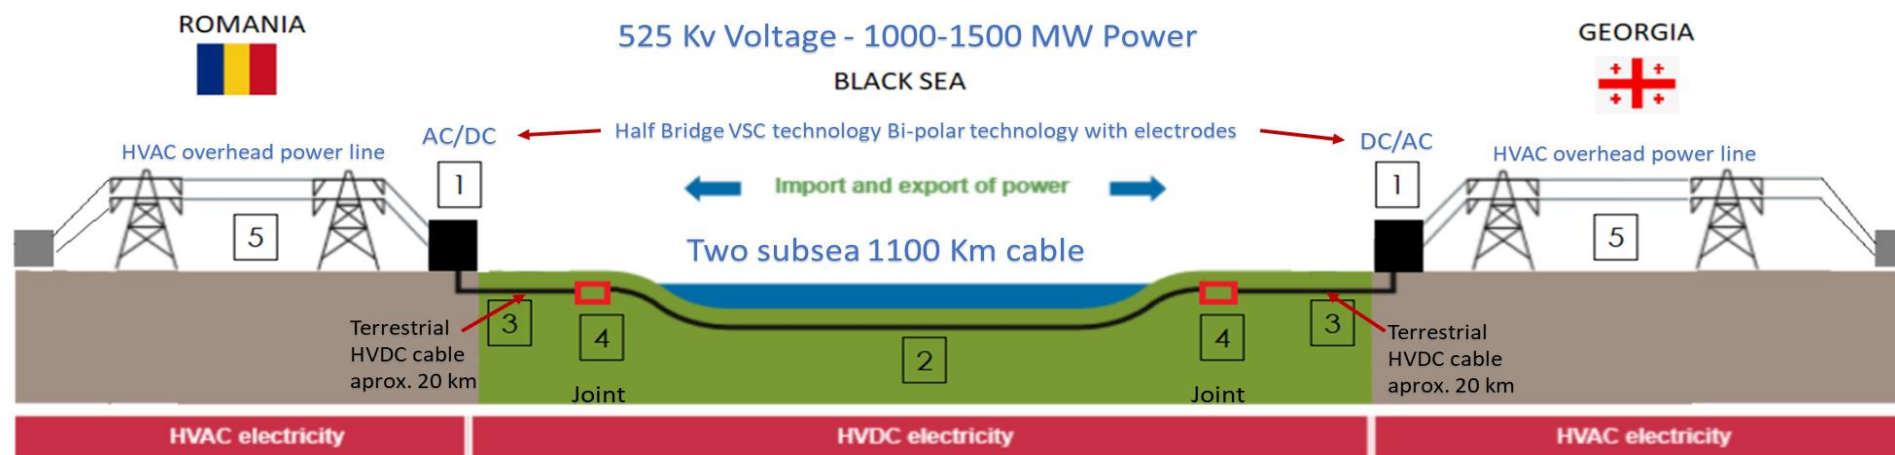 ROMANIA
525 Kv Voltage - 1000-1500 MW Power
GEORGIA
BLACK SEA
AC/DC
Half Bridge VSC technology Bi-polar technology with electrodes
DC/AC
HVAC overhead power line
HVAC overhead power line
1
Import and export of power
1
5
Two subsea 1100 Km cable
5
3
4
2
4
3
Terrestrial
HVDC cable
aprox. 20 km
Terrestrial
HVDC cable
aprox. 20 km
Joint
Joint
HVAC electricity
HVDC electricity
HVAC electricity